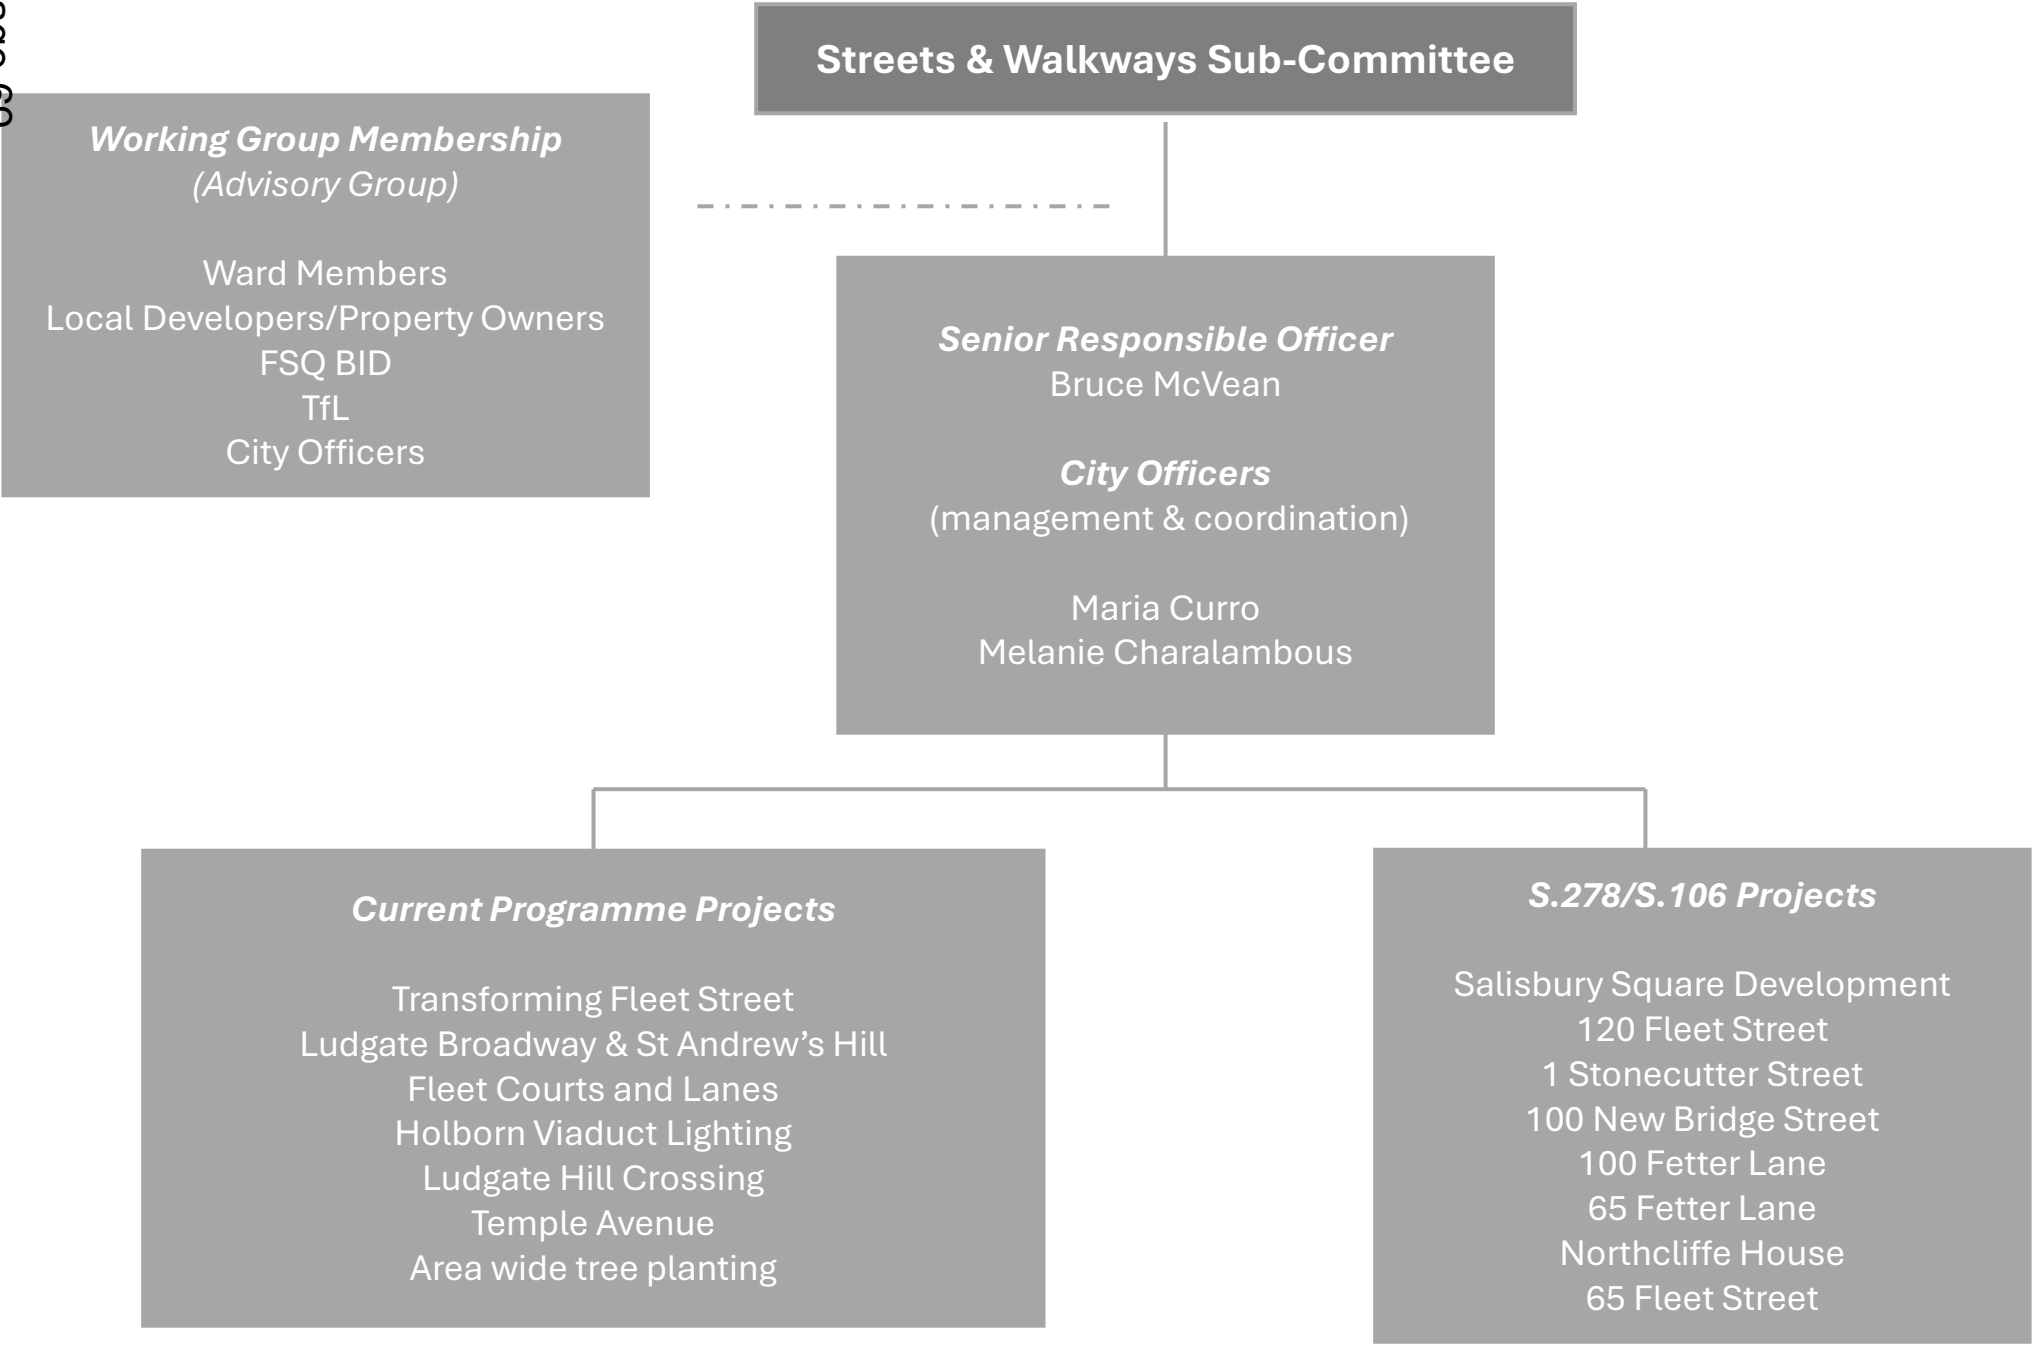 Streets & Walkways Sub-Committee
Working Group Membership
(Advisory Group)
Ward Members
Local Developers/Property Owners
FSQ BID
TfL
City Officers
Senior Responsible Officer
Bruce McVean
City Officers
(management & coordination)
Maria Curro
Melanie Charalambous
Current Programme Projects
Transforming Fleet Street
Ludgate Broadway & St Andrew’s Hill
Fleet Courts and Lanes
Holborn Viaduct Lighting
Ludgate Hill Crossing
Temple Avenue
Area wide tree planting
S.278/S.106 Projects
Salisbury Square Development
120 Fleet Street
1 Stonecutter Street
100 New Bridge Street
100 Fetter Lane
65 Fetter Lane
Northcliffe House
65 Fleet Street